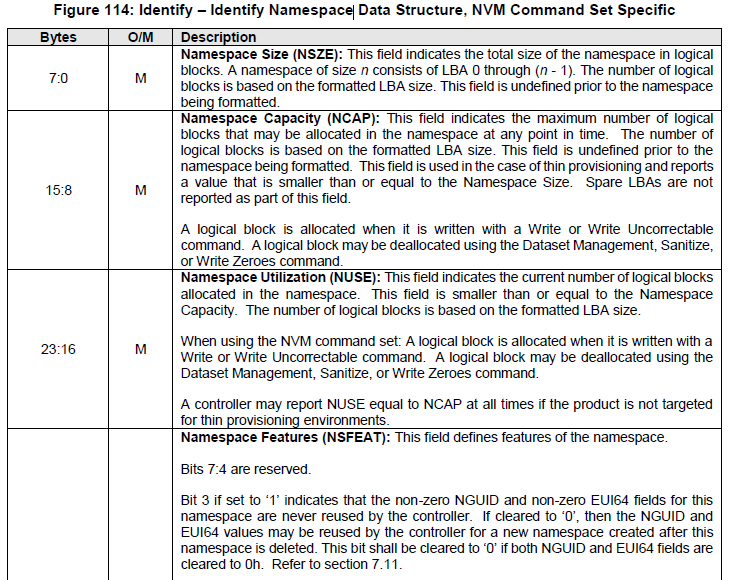 Figure 114: Identify – Identify Namespace Data Structure, NVM Command Set Specific
Bytes O/M Description
7:0 M
Namespace Size (NSZE): This field indicates the total size of the namespace in logical
blocks. A namespace of size n consists of LBA 0 through (n - 1). The number of logical
blocks is based on the formatted LBA size. This field is undefined prior to the namespace
being formatted.
15:8 M
Namespace Capacity (NCAP): This field indicates the maximum number of logical
blocks that may be allocated in the namespace at any point in time. The number of
logical blocks is based on the formatted LBA size. This field is undefined prior to the
namespace being formatted. This field is used in the case of thin provisioning and reports
a value that is smaller than or equal to the Namespace Size. Spare LBAs are not
reported as part of this field.
A logical block is allocated when it is written with a Write or Write Uncorrectable
command. A logical block may be deallocated using the Dataset Management, Sanitize,
or Write Zeroes command.
23:16 M
Namespace Utilization (NUSE): This field indicates the current number of logical blocks
allocated in the namespace. This field is smaller than or equal to the Namespace
Capacity. The number of logical blocks is based on the formatted LBA size.
When using the NVM command set: A logical block is allocated when it is written with a
Write or Write Uncorrectable command. A logical block may be deallocated using the
Dataset Management, Sanitize, or Write Zeroes command.
A controller may report NUSE equal to NCAP at all times if the product is not targeted
for thin provisioning environments.
Namespace Features (NSFEAT): This field defines features of the namespace.
Bits 7:4 are reserved.
Bit 3 if set to ‘1’ indicates that the non-zero NGUID and non-zero EUI64 fields for this
namespace are never reused by the controller. If cleared to ‘0’, then the NGUID and
EUI64 values may be reused by the controller for a new namespace created after this
namespace is deleted. This bit shall be cleared to ‘0’ if both NGUID and EUI64 fields are
cleared to 0h. Refer to section 7.11.